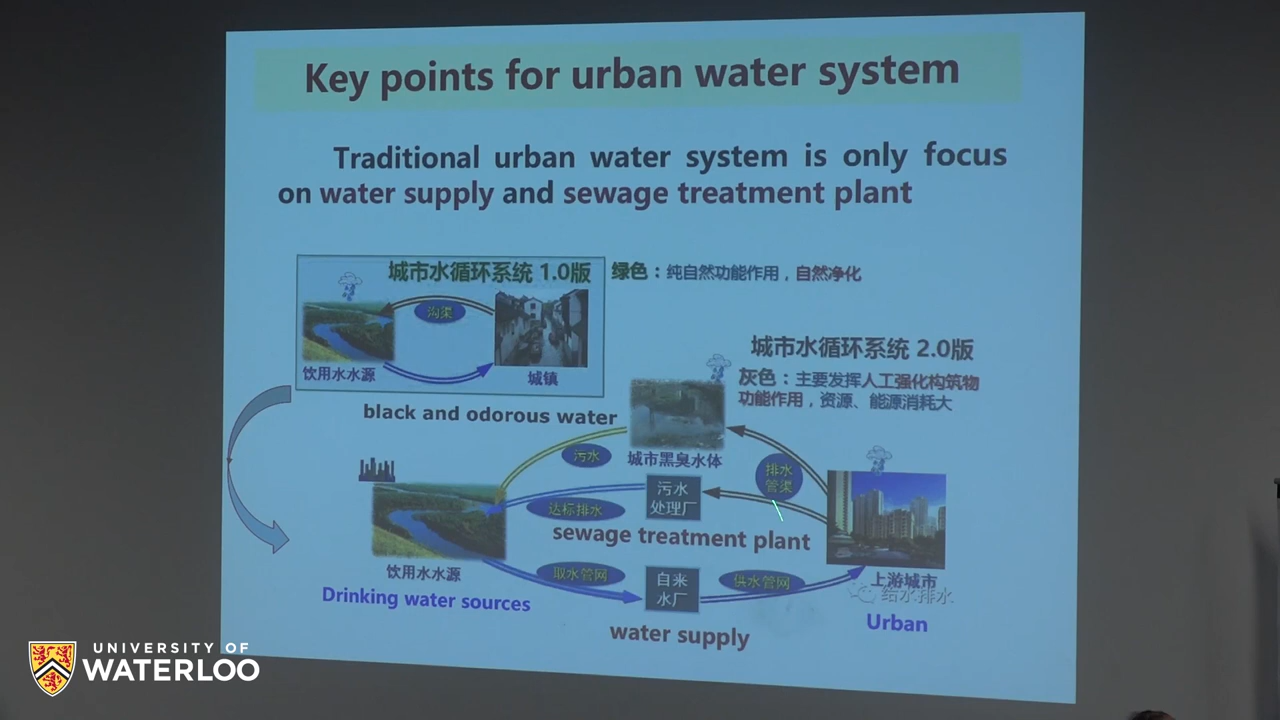 Key points for urban water system
Traditional urban water system is only focus
on water supply and sewage treatment plant
城市水循环系统 1.0版
绿色：纯自然功能作用，自然净化
沟渠
饮用水水源
城镇
城市水循环系统 2.0版
灰色：主要发挥人工强化构筑物
功能作用，资源、能源消耗大
black and odorous water
污水
城市黑臭水体
排水
管渠
污水
处理厂
达标排水
sewage treatment plant
饮用水水源
取水管网
自来
水厂
供水管网
上游城市
给水排水
Drinking water sources
water supply
Urban
UNIVERSITY OF
WATERLOO